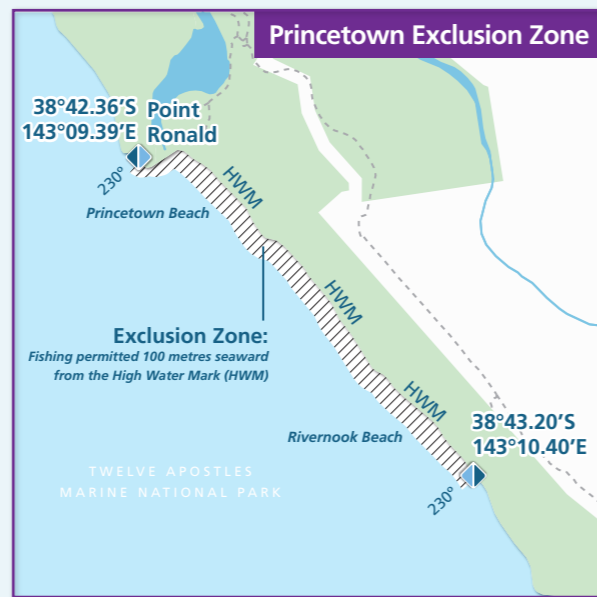 Princetown Exclusion Zone
38°42.36'S
143°09.39'E
Point
Ronald
230°
HWM
Princetown Beach
HWM
Exclusion Zone:
Fishing permitted 100 metres seaward
from the High Water Mark (HWM)
HWM
Rivernook Beach
38°43.20'S
143°10.40'E
TWELVE APOSTLES
MARINE NATIONAL PARK
230°